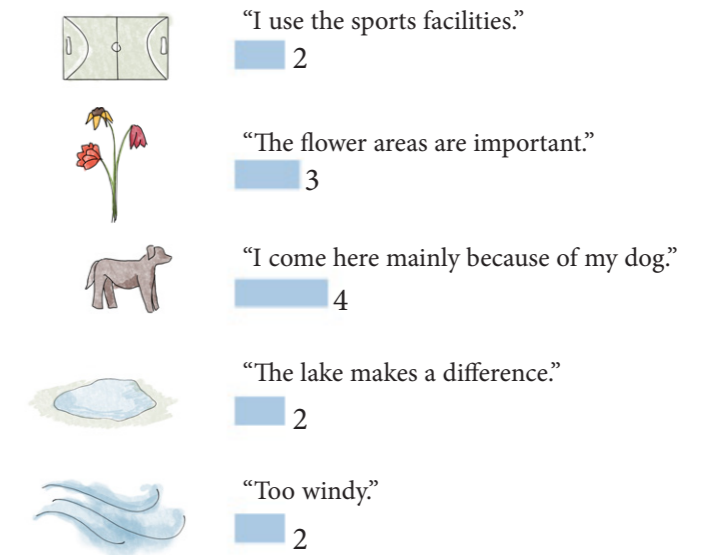 “I use the sports facilities.”
2
“The flower areas are important.”
3
“I come here mainly because of my dog.”
4
“The lake makes a difference.”
2
“Too windy.”
2